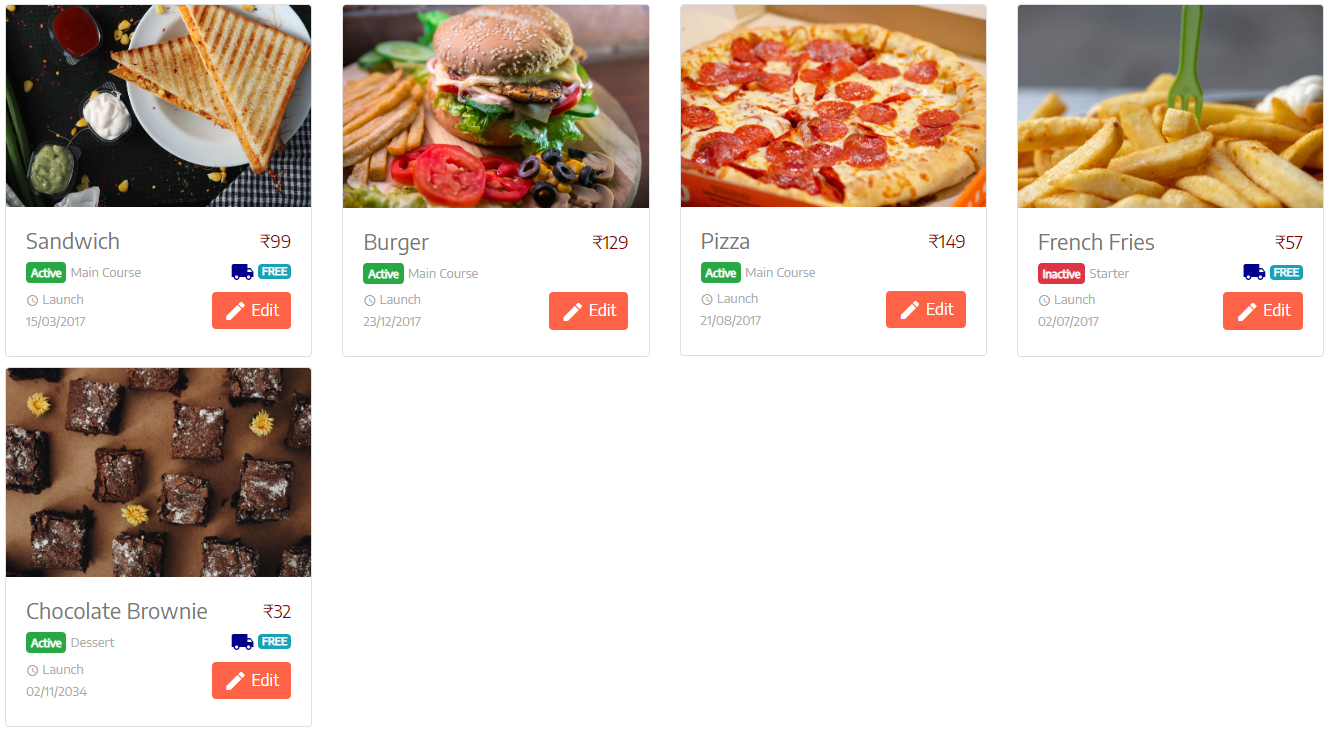 Sandwich ₹99
Active Main Course FREE
Launch
15/03/2017 Edit
Burger ₹129
Active Main Course
Launch
23/12/2017 Edit
Pizza ₹149
Active Main Course
Launch
21/08/2017 Edit
French Fries ₹57
Inactive Starter FREE
Launch
02/07/2017 Edit
Chocolate Brownie ₹32
Active Dessert FREE
Launch
02/11/2034 Edit